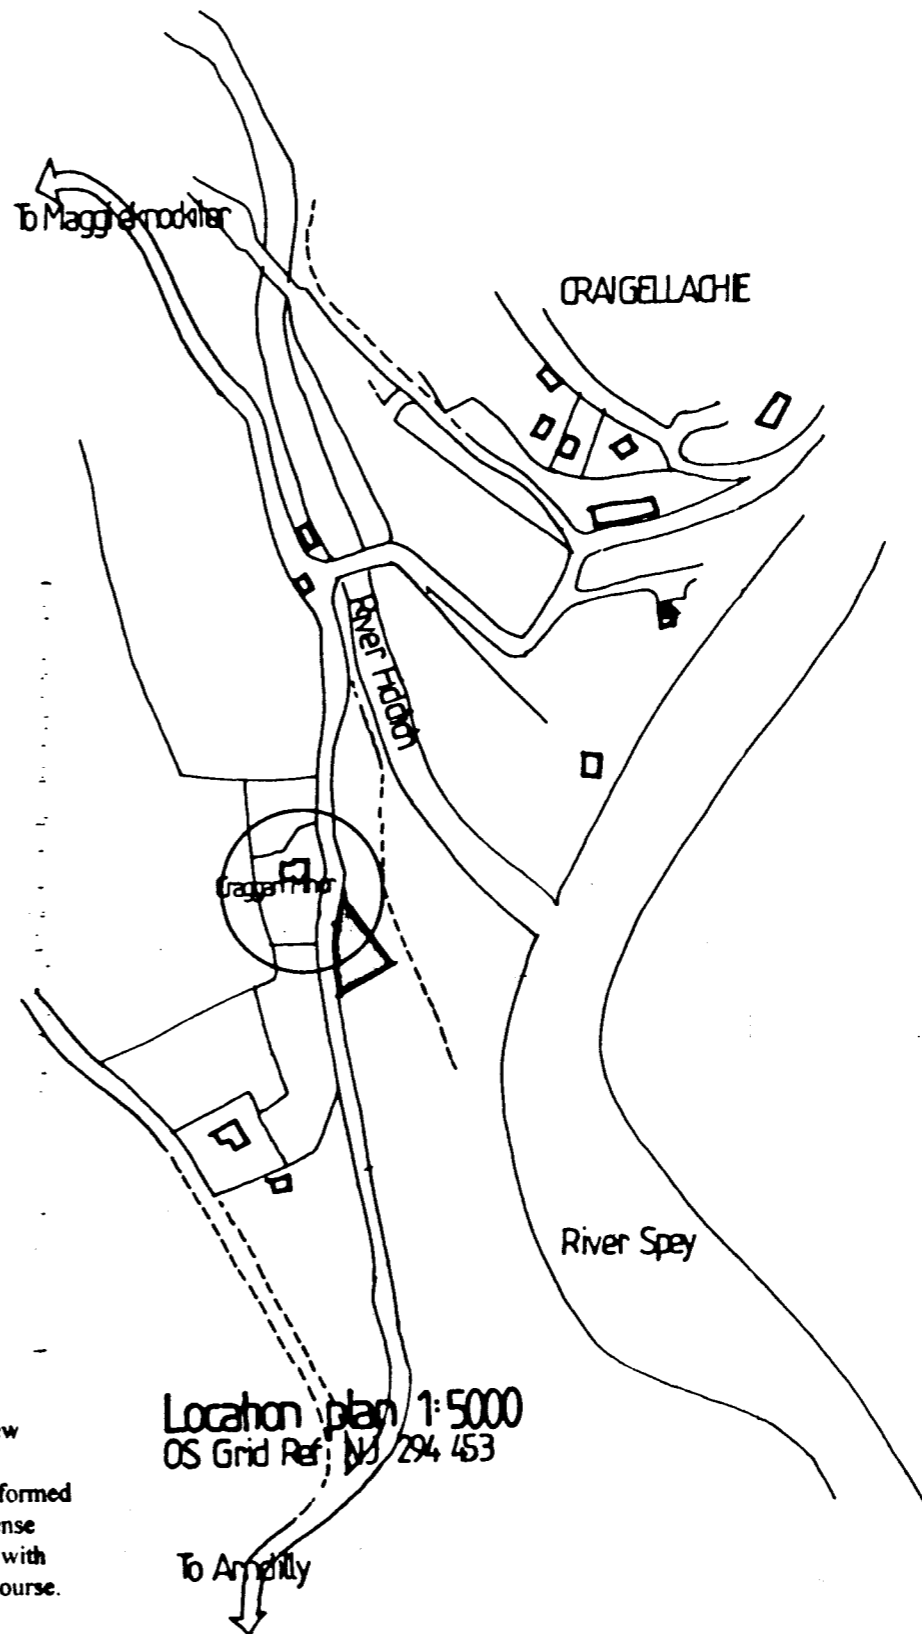 To Maggieknockater
CRAIGELLACHIE
River Fiddich
Craggan Mhor
River Spey
Location plan 1:5000
OS Grid Ref NJ 294 453
To Arndilly
formed
with
ourse.